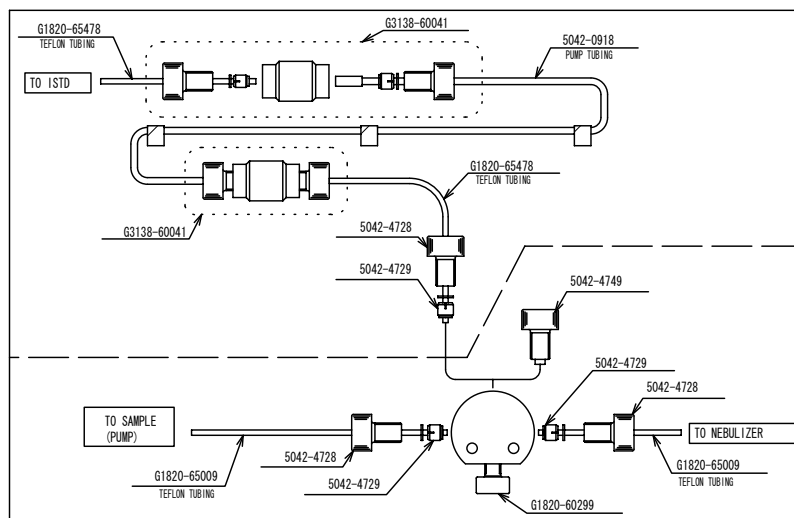 G3138-60041
G1820-65478
TEFLON TUBING
5042-0918
PUMP TUBING
TO ISTD
G1820-65478
TEFLON TUBING
G3138-60041
5042-4728
5042-4729
5042-4749
5042-4729
5042-4728
TO SAMPLE
(PUMP)
TO NEBULIZER
5042-4728
G1820-65009
TEFLON TUBING
5042-4729
G1820-65009
TEFLON TUBING
G1820-60299